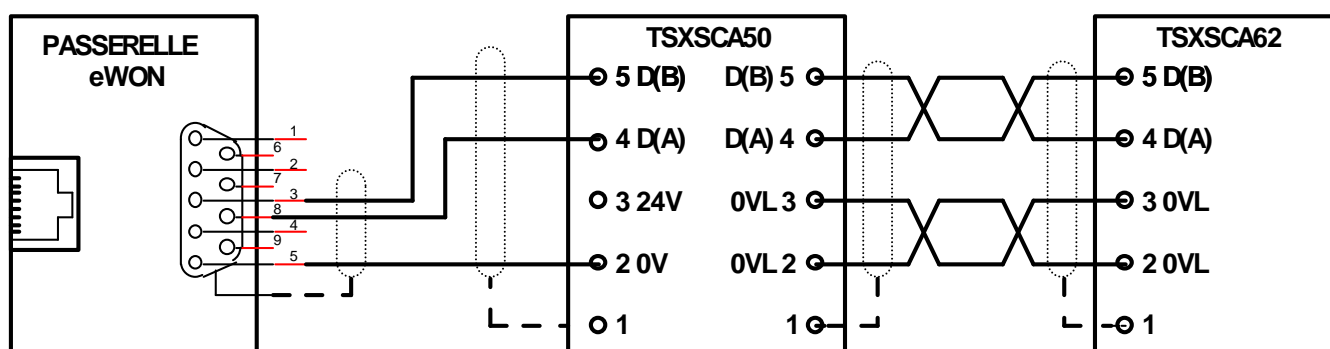 PASSERELLE
eWON
1
6
2
7
3
8
4
9
5
TSXSCA50
5 D(B)
D(B) 5
4 D(A)
D(A) 4
3 24V
0VL 3
2 0V
0VL 2
1
1
TSXSCA62
5 D(B)
4 D(A)
3 0VL
2 0VL
1